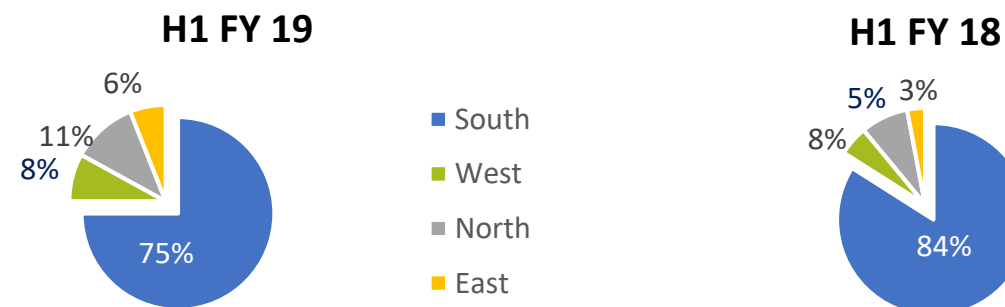 H1 FY 19
6%
11%
8%
75%
South
West
North
East
H1 FY 18
5% 3%
8%
84%